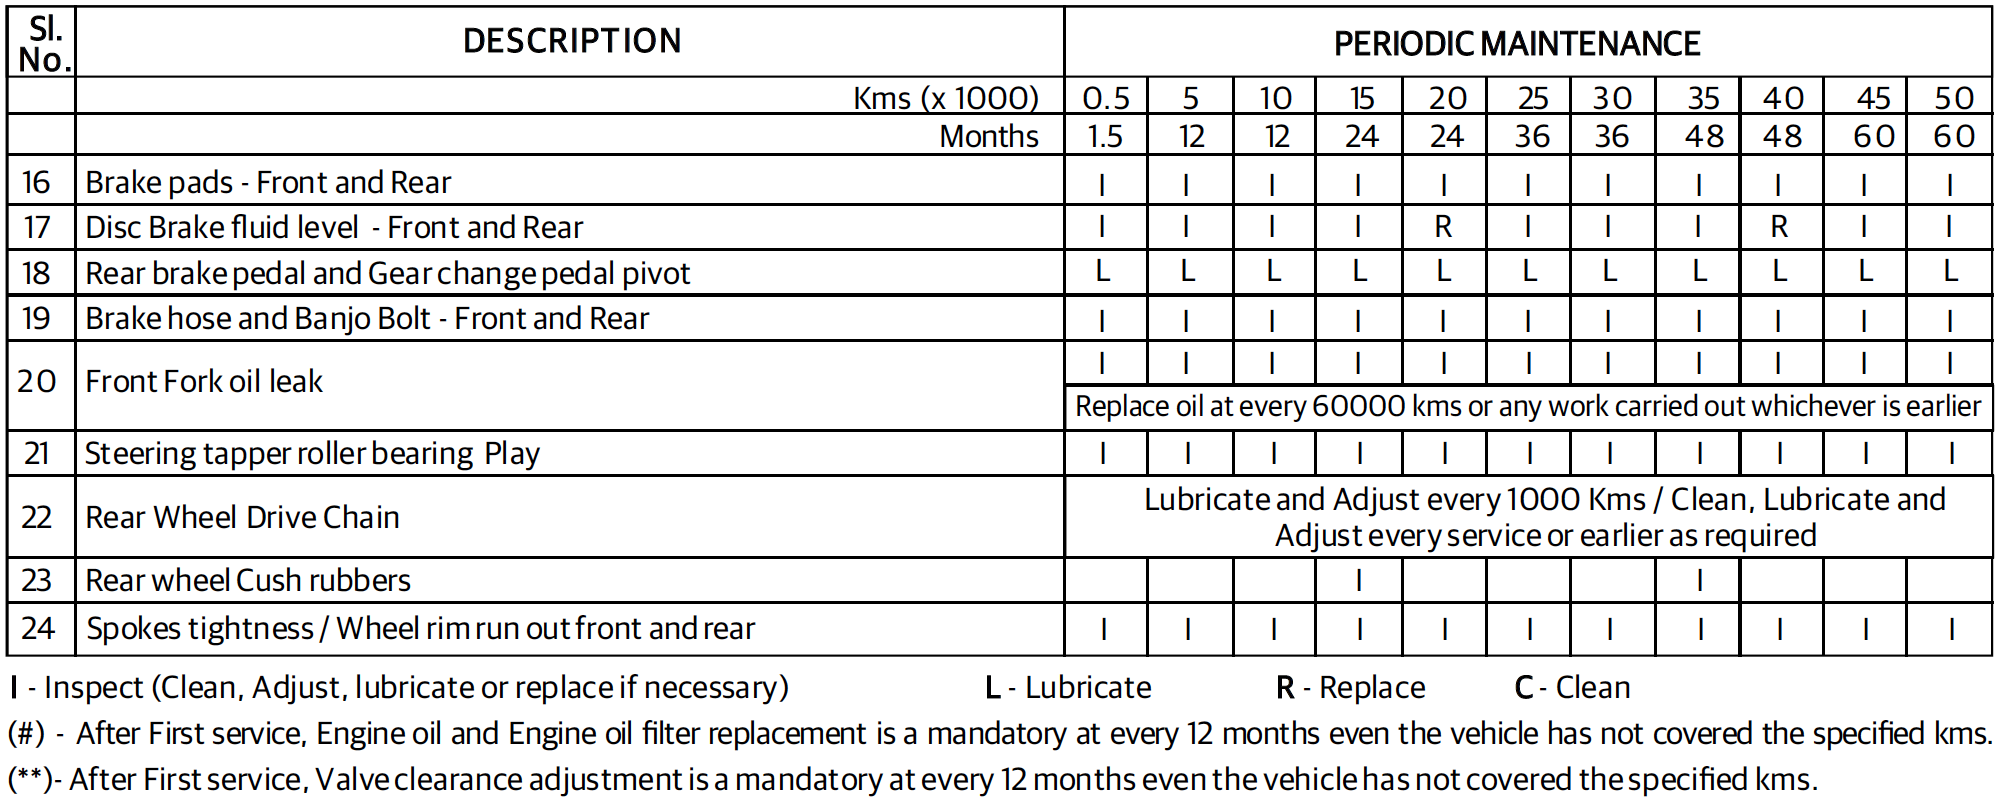 Sl. No. DESCRIPTION PERIODIC MAINTENANCE
Kms (x 1000) 0.5 5 10 15 20 25 30 35 40 45 50
Months 1.5 12 12 24 24 36 36 48 48 60 60
16 Brake pads - Front and Rear I I I I I I I I I I I
17 Disc Brake fluid level - Front and Rear I I I I R I I I R I I
18 Rear brake pedal and Gear change pedal pivot L L L L L L L L L L L
19 Brake hose and Banjo Bolt - Front and Rear I I I I I I I I I I I
20 Front Fork oil leak I I I I I I I I I I I
Replace oil at every 60000 kms or any work carried out whichever is earlier
21 Steering tapper roller bearing Play I I I I I I I I I I I
22 Rear Wheel Drive Chain Lubricate and Adjust every 1000 Kms / Clean, Lubricate and
Adjust every service or earlier as required
23 Rear wheel Cush rubbers I I
24 Spokes tightness / Wheel rim run out front and rear I I I I I I I I I I I
I - Inspect (Clean, Adjust, lubricate or replace if necessary) L - Lubricate R - Replace C - Clean
(#) - After First service, Engine oil and Engine oil filter replacement is a mandatory at every 12 months even the vehicle has not covered the specified kms.
(**)- After First service, Valve clearance adjustment is a mandatory at every 12 months even the vehicle has not covered the specified kms.